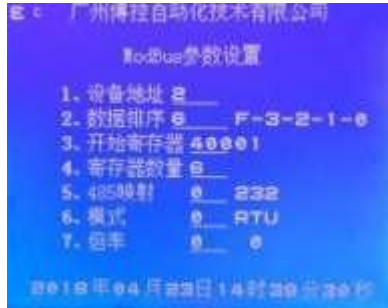 广州博控自动化技术有限公司
ModBus参数设置
1、设备地址 2
2、数据排序 6 F-3-2-1-0
3、开始寄存器 40001
4、寄存器数量 6
5、485映射 0 232
6、模式 0 RTU
7、包率 0 0
2018年04月23日14时39分30秒